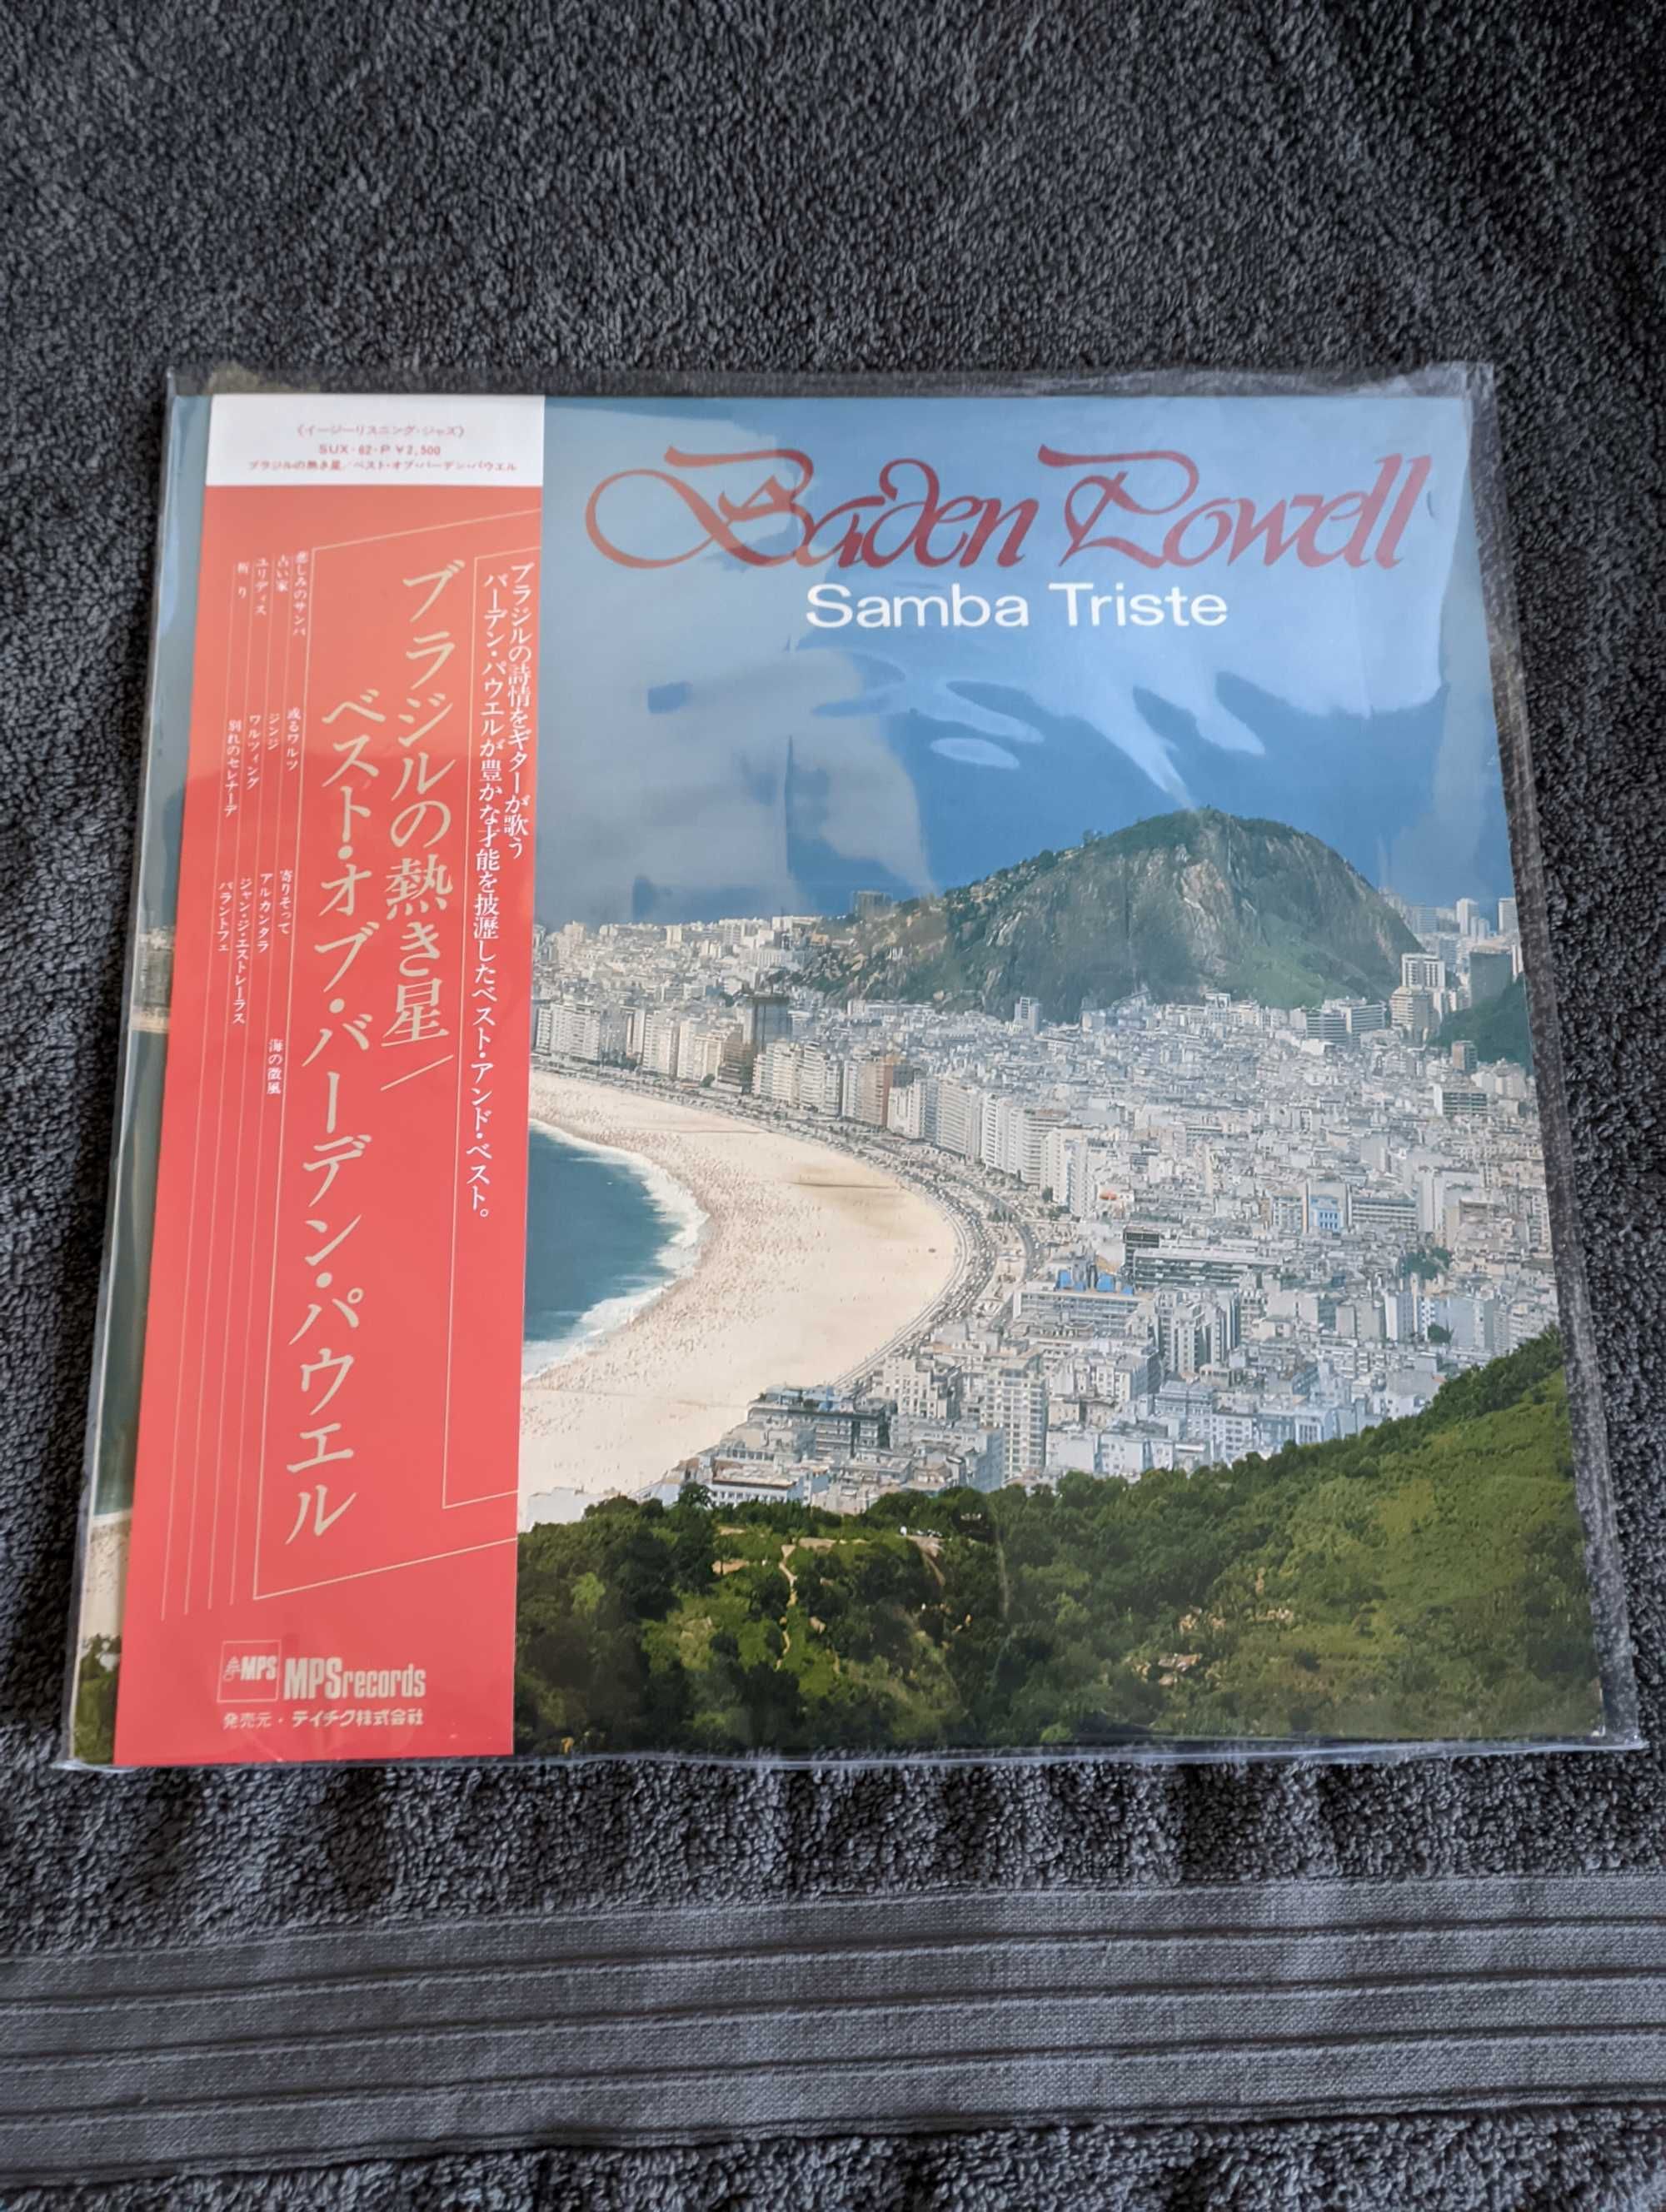 《イージーリスニング・ジャズ》
SUX-62-P ¥2,500
ブラジルの熱き星／ベスト・オブ・バーデン・パウエル
Baden Powell
Samba Triste
ブラジルの詩情をギターが歌う
バーデン・パウエルが豊かな才能を披瀝したベスト・アンド・ベスト。
ブラジルの熱き星／
ベスト・オブ・バーデン・パウエル
悲しみのサンバ
古い家
ユリディス
祈り
或るワルツ
ジンジ
ワルツィング
別れのセレナーデ
寄りそって
アルカンタラ
ジャン・ジ・エストレーラス
パラントフェ
海の微風
MPS
MPSrecords
発売元・テイチク株式会社